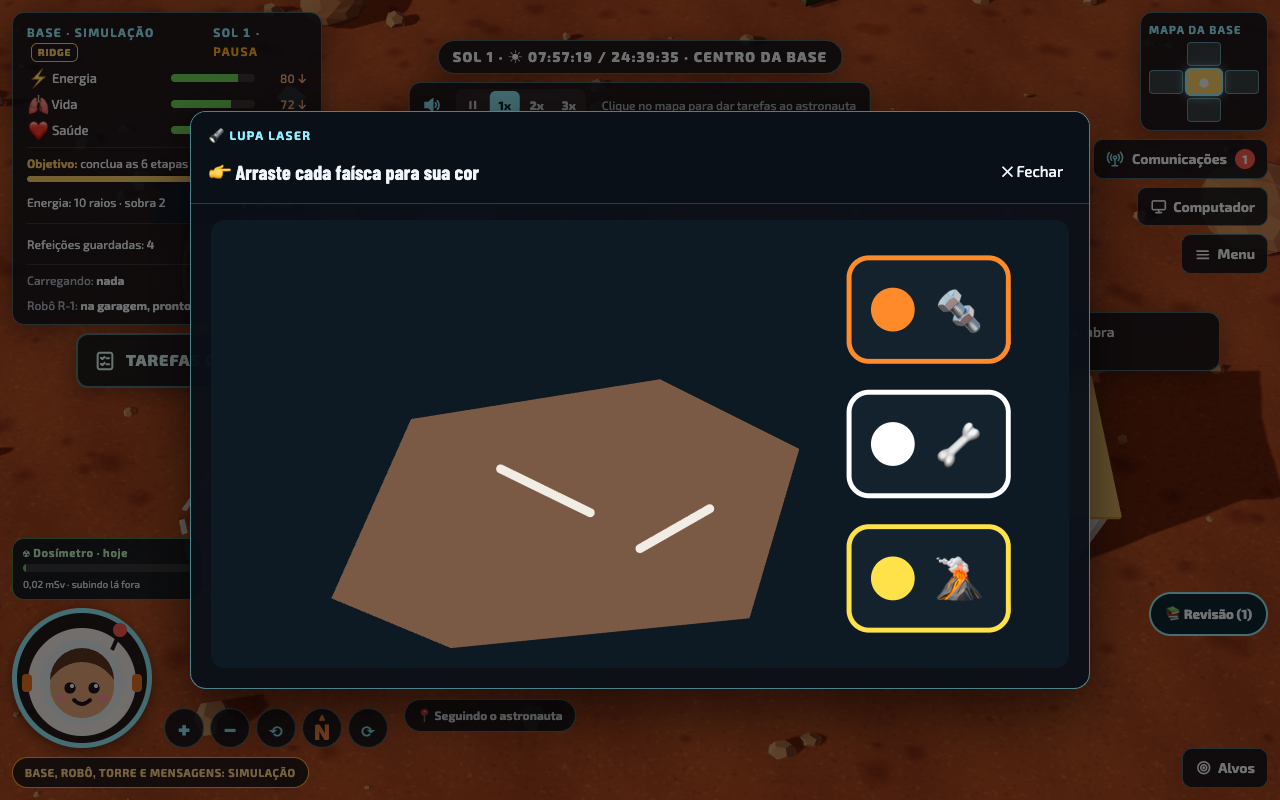 BASE · SIMULAÇÃO
RIDGE
SOL 1 · PAUSA
Energia 80 ↓
Vida 72 ↓
Saúde
Objetivo: conclua as 6 etapas
Energia: 10 raios · sobra 2
Refeições guardadas: 4
Carregando: nada
Robô R-1: na garagem, pronto
TAREFAS
SOL 1 · ☀ 07:57:19 / 24:39:35 · CENTRO DA BASE
1x 2x 3x Clique no mapa para dar tarefas ao astronauta
MAPA DA BASE
Comunicações 1
Computador
Menu
LUPA LASER
👉 Arraste cada faísca para sua cor
Fechar
Dosímetro · hoje
0,02 mSv · subindo lá fora
N
Seguindo o astronauta
BASE, ROBÔ, TORRE E MENSAGENS: SIMULAÇÃO
Revisão (1)
Alvos